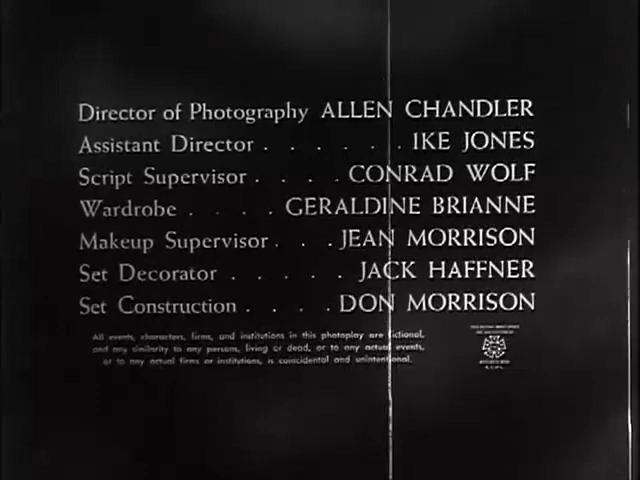 Director of Photography ALLEN CHANDLER
Assistant Director . . . . . . IKE JONES
Script Supervisor . . . . CONRAD WOLF
Wardrobe . . . . GERALDINE BRIANNE
Makeup Supervisor . . . JEAN MORRISON
Set Decorator . . . . . JACK HAFFNER
Set Construction . . . . DON MORRISON
All events, characters, firms, and institutions in this photoplay are fictional,
and any similarity to any persons, living or dead, or to any actual events,
or to any actual firms or institutions, is coincidental and unintentional.